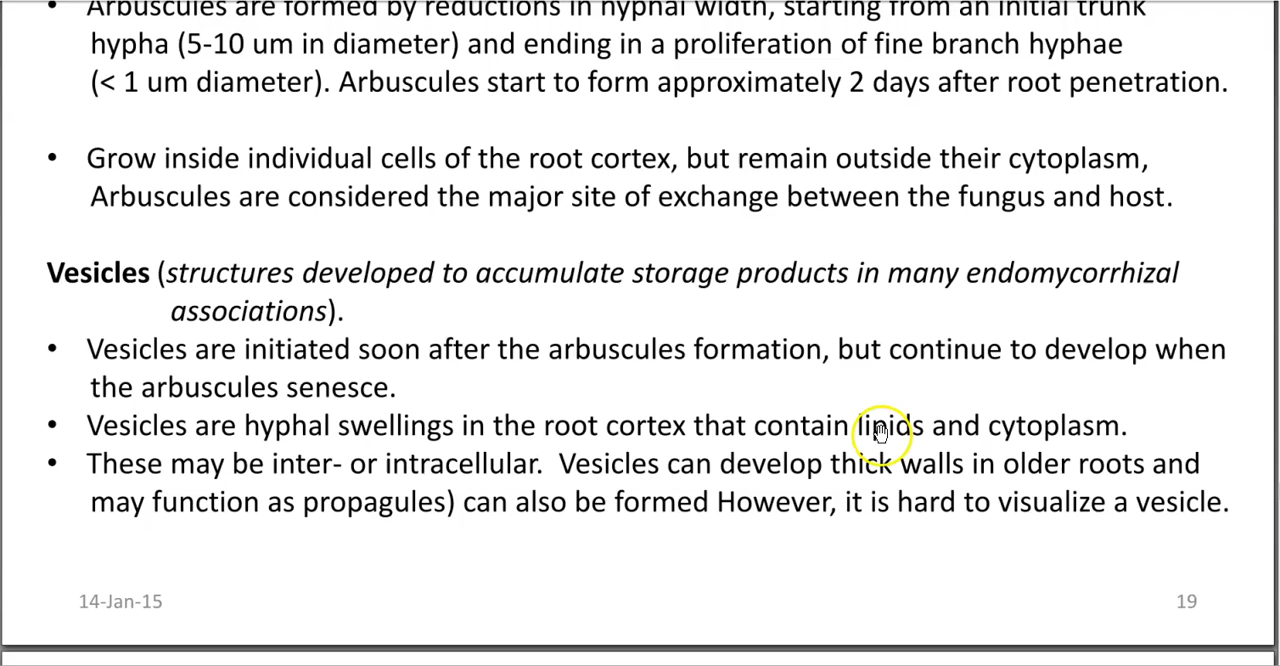 • Arbuscules are formed by reductions in hyphal width, starting from an initial trunk
hypha (5-10 um in diameter) and ending in a proliferation of fine branch hyphae
(< 1 um diameter). Arbuscules start to form approximately 2 days after root penetration.
• Grow inside individual cells of the root cortex, but remain outside their cytoplasm,
Arbuscules are considered the major site of exchange between the fungus and host.
Vesicles (structures developed to accumulate storage products in many endomycorrhizal
associations).
• Vesicles are initiated soon after the arbuscules formation, but continue to develop when
the arbuscules senesce.
• Vesicles are hyphal swellings in the root cortex that contain lipids and cytoplasm.
• These may be inter- or intracellular. Vesicles can develop thick walls in older roots and
may function as propagules) can also be formed However, it is hard to visualize a vesicle.
14-Jan-15
19